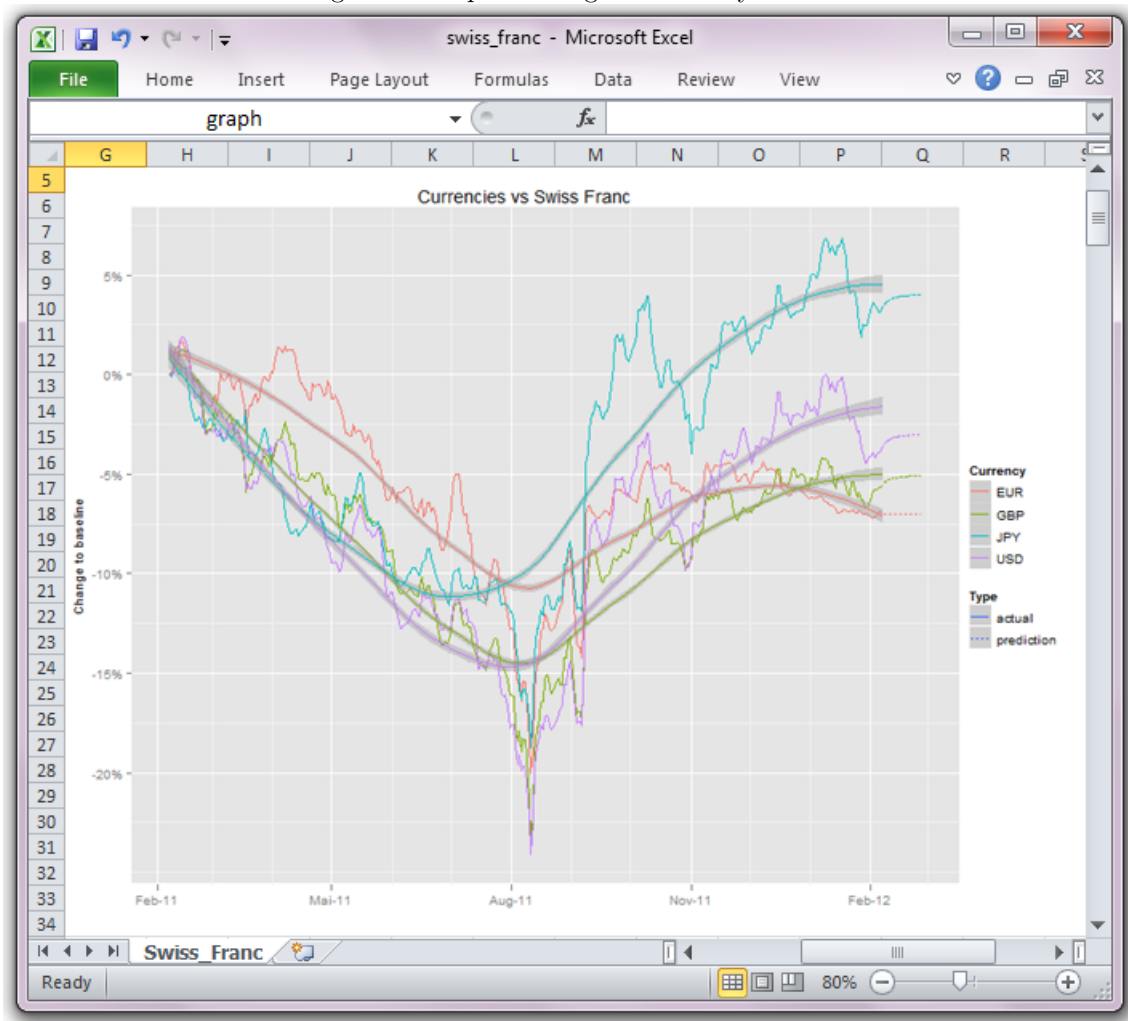 swiss_franc - Microsoft Excel
File Home Insert Page Layout Formulas Data Review View
graph fx
G H I J K L M N O P Q R
5
6
7
8
9
10
11
12
13
14
15
16
17
18
19
20
21
22
23
24
25
26
27
28
29
30
31
32
33
34
Currencies vs Swiss Franc
5%
0%
-5%
-10%
-15%
-20%
Change to baseline
Feb-11 Mai-11 Aug-11 Nov-11 Feb-12
Currency
EUR
GBP
JPY
USD
Type
actual
prediction
Swiss_Franc
Ready 80%